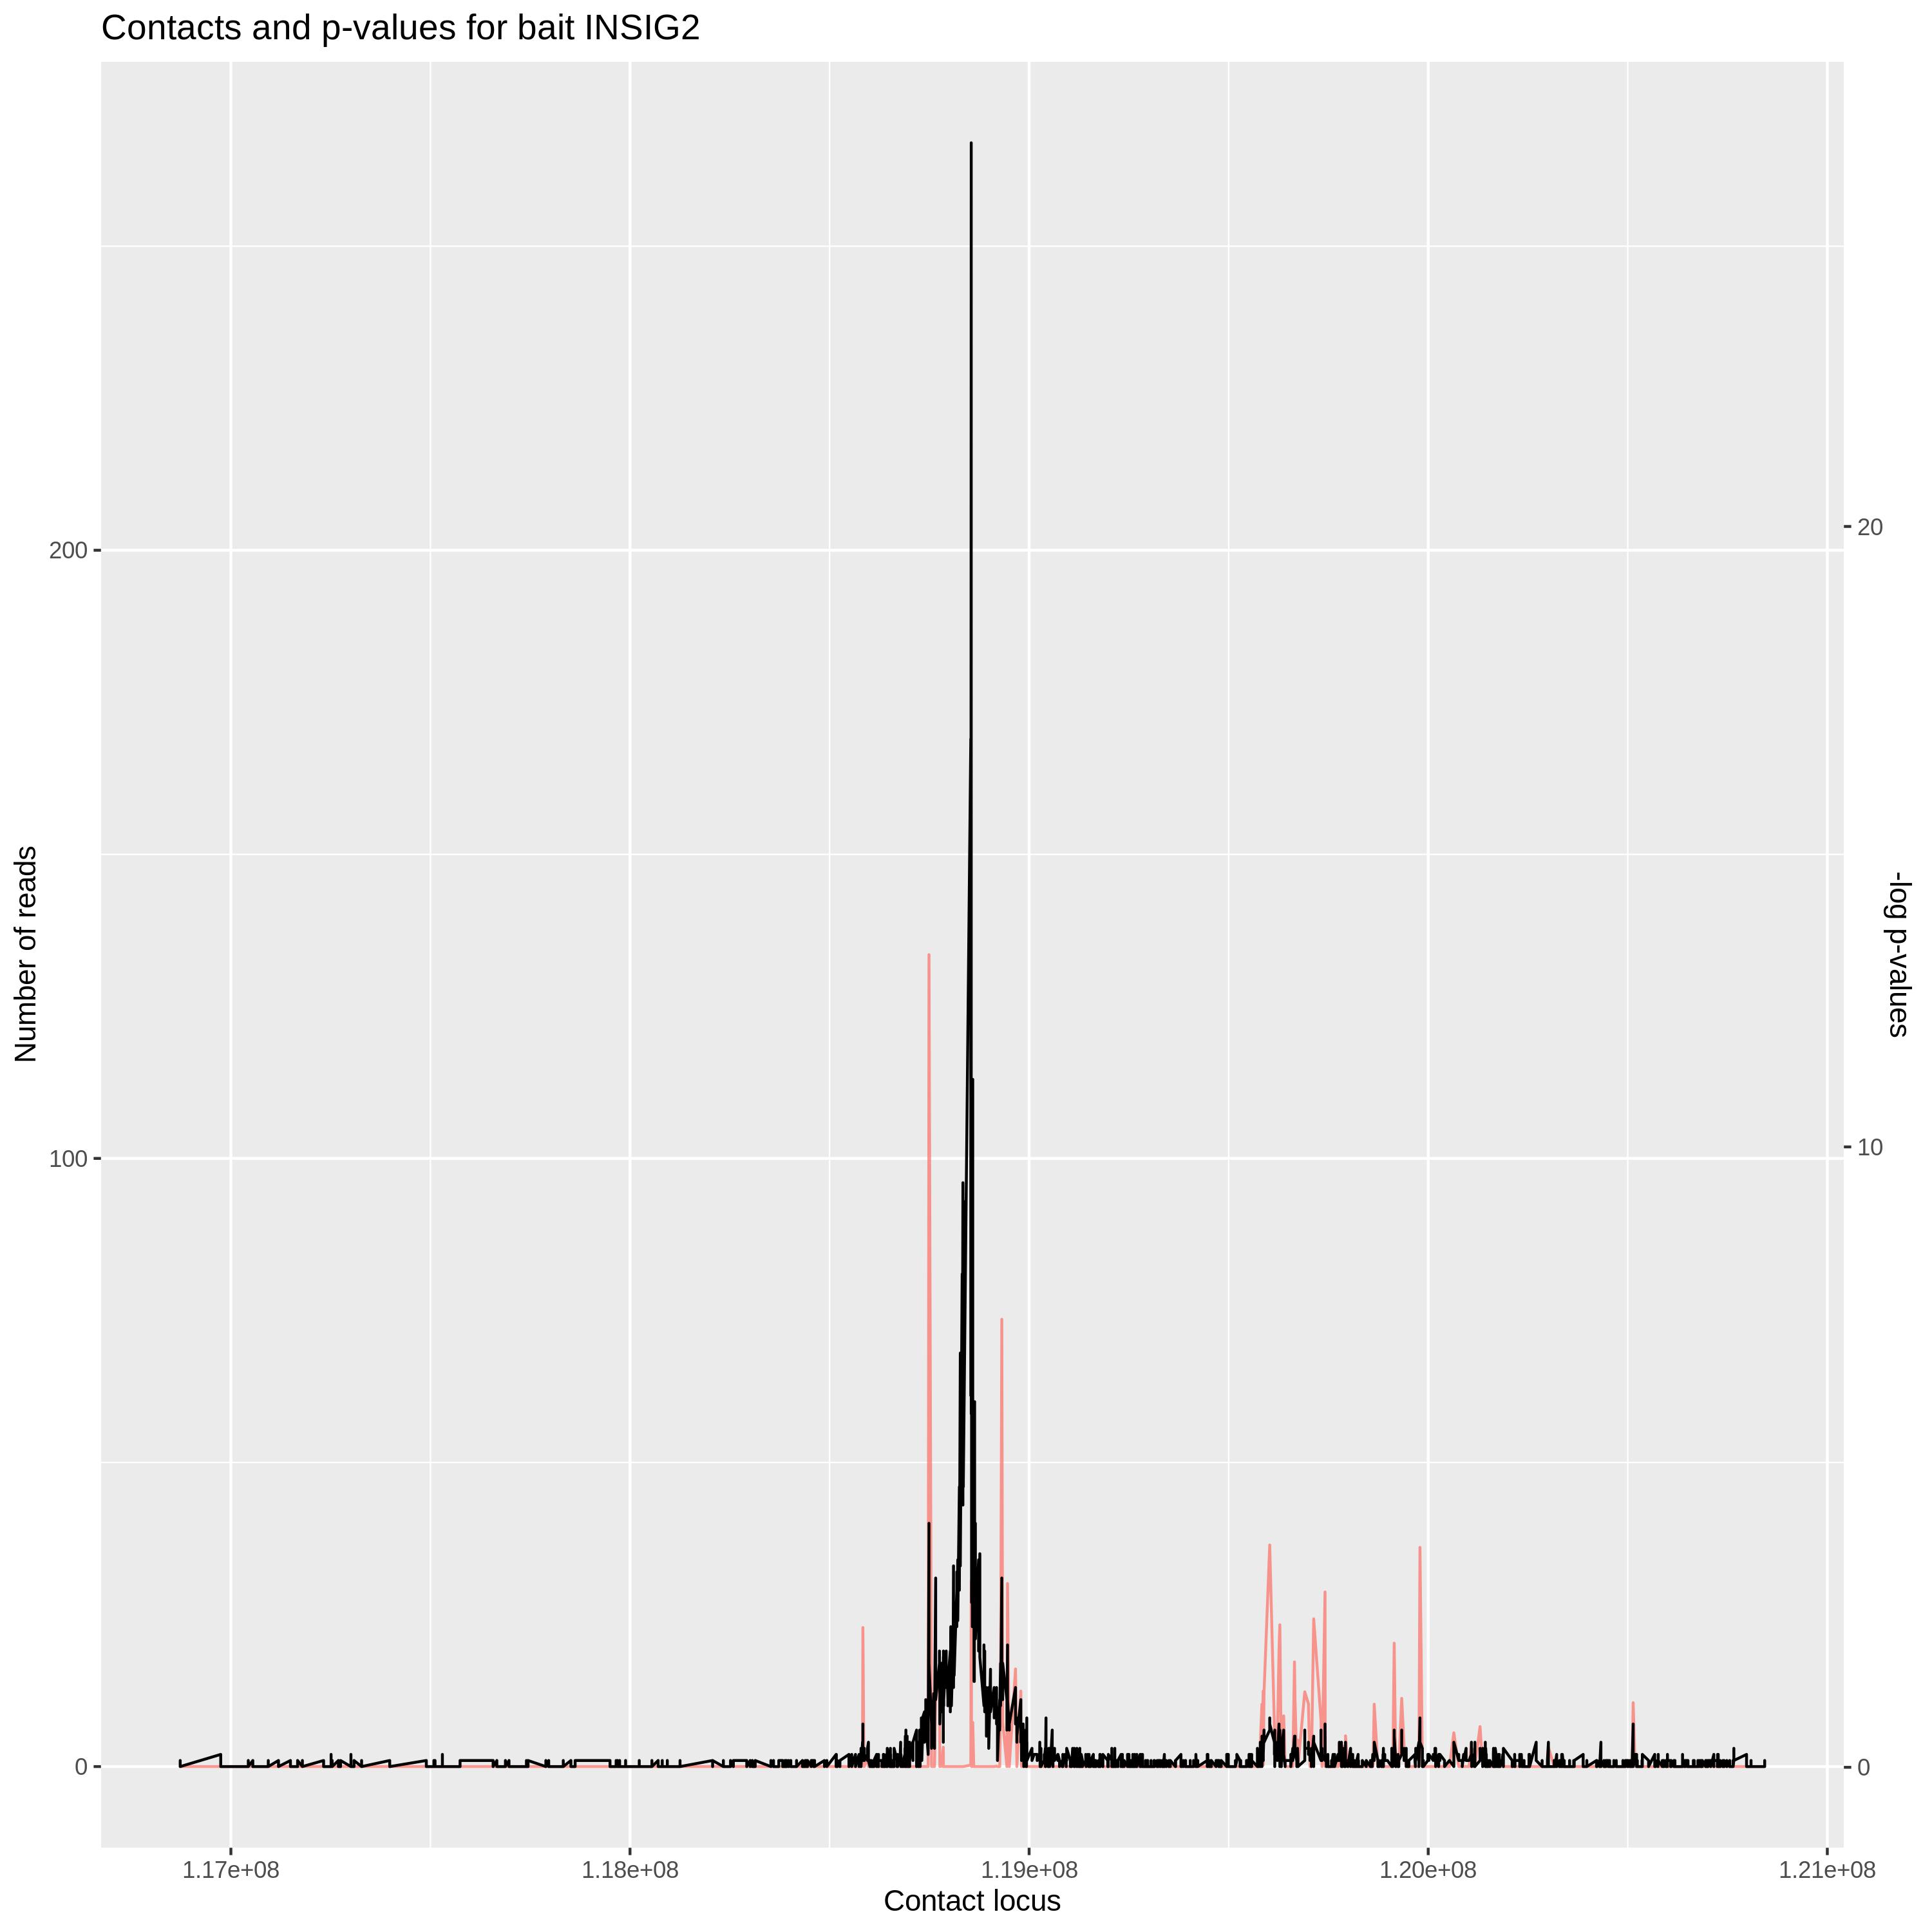 Contacts and p-values for bait INSIG2
Number of reads
200
100
0
20
10
0
-log p-values
1.17e+08
1.18e+08
1.19e+08
1.20e+08
1.21e+08
Contact locus